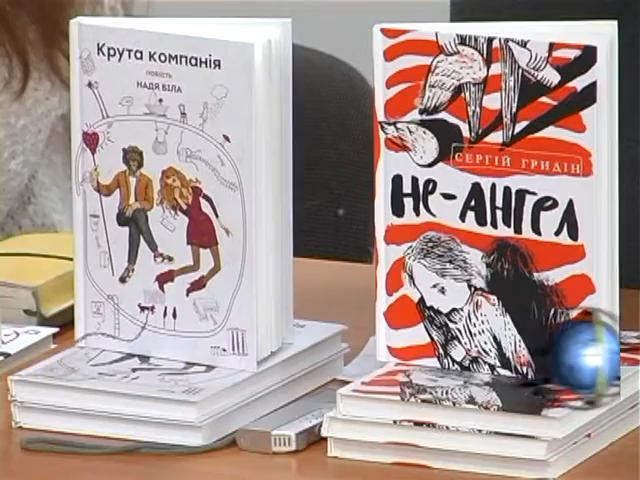 Крута компанія
повість
НАДЯ БІЛА
СЕРГІЙ ГРИДІН
НЕ-АНГЕЛ